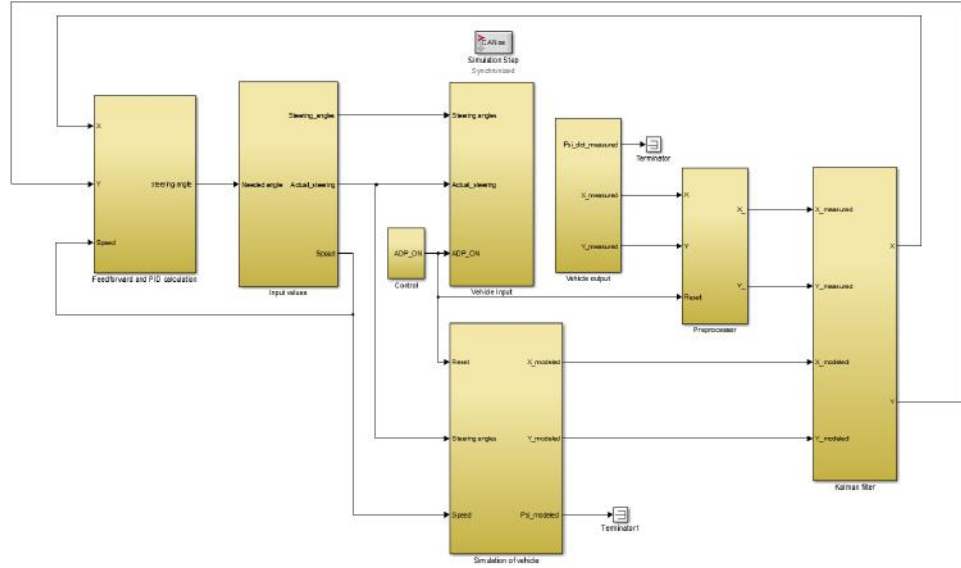 CANoe
Simulation Step
Synchronized
X
Y
Speed
steering angle
Feedforward and PID calculation
Needed angle
Steering_angles
Actual_steering
Speed
Input values
Steering angles
Actual_steering
ADP_ON
Vehicle Input
ADP_ON
Control
Psi_dot_measured
X_measured
Y_measured
Vehicle output
Terminator
X
Y
Reset
X_
Y_
Preprocessor
X_measured
Y_measured
X_modeled
Y_modeled
X
Y
Kalman filter
Reset
Steering angles
Speed
X_modeled
Y_modeled
Psi_modeled
Simulation of vehicle
Terminator1